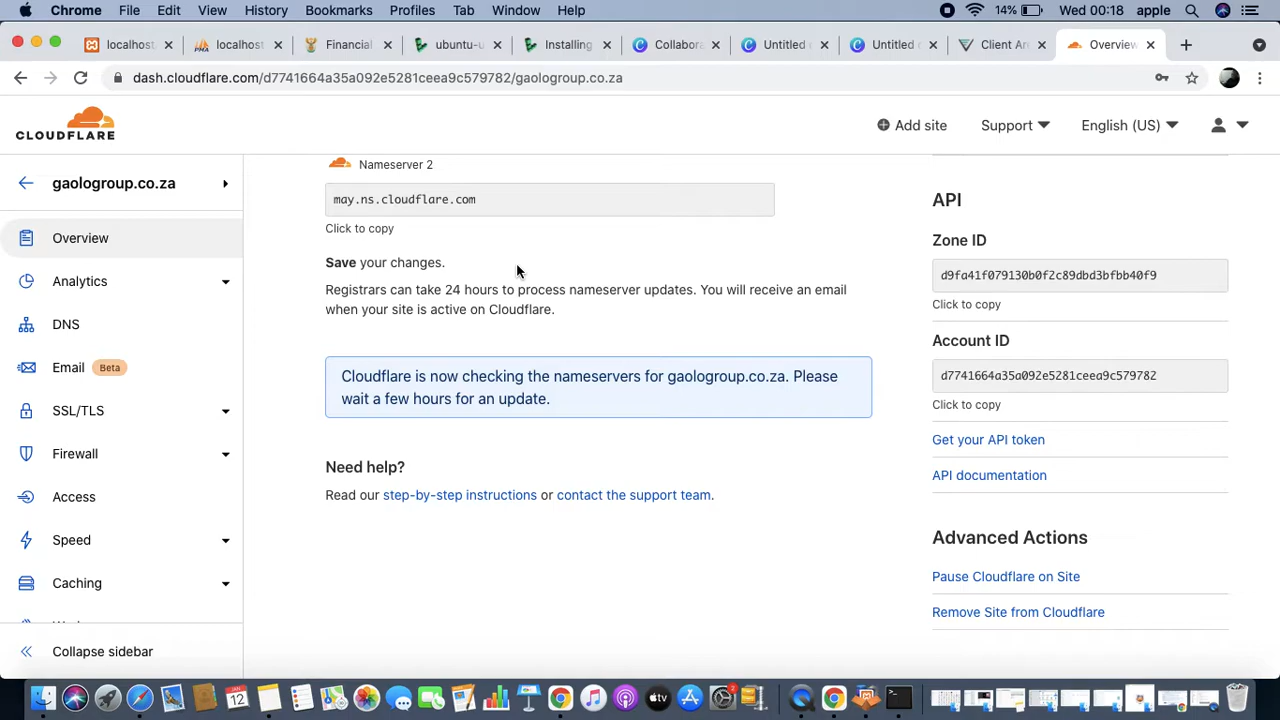 Chrome File Edit View History Bookmarks Profiles Tab Window Help 14% Wed 00:18 apple
localhost localhost Financial ubuntu-u Installing Collabora Untitled Untitled Client Ar Overview
dash.cloudflare.com/d7741664a35a092e5281ceea9c579782/gaologroup.co.za
CLOUDFLARE
Add site Support English (US)
gaologroup.co.za
Overview
Analytics
DNS
Email Beta
SSL/TLS
Firewall
Access
Speed
Caching
Collapse sidebar
Nameserver 2
may.ns.cloudflare.com
Click to copy
Save your changes.
Registrars can take 24 hours to process nameserver updates. You will receive an email
when your site is active on Cloudflare.
Cloudflare is now checking the nameservers for gaologroup.co.za. Please
wait a few hours for an update.
Need help?
Read our step-by-step instructions or contact the support team.
API
Zone ID
d9fa41f079130b0f2c89dbd3bfbb40f9
Click to copy
Account ID
d7741664a35a092e5281ceea9c579782
Click to copy
Get your API token
API documentation
Advanced Actions
Pause Cloudflare on Site
Remove Site from Cloudflare